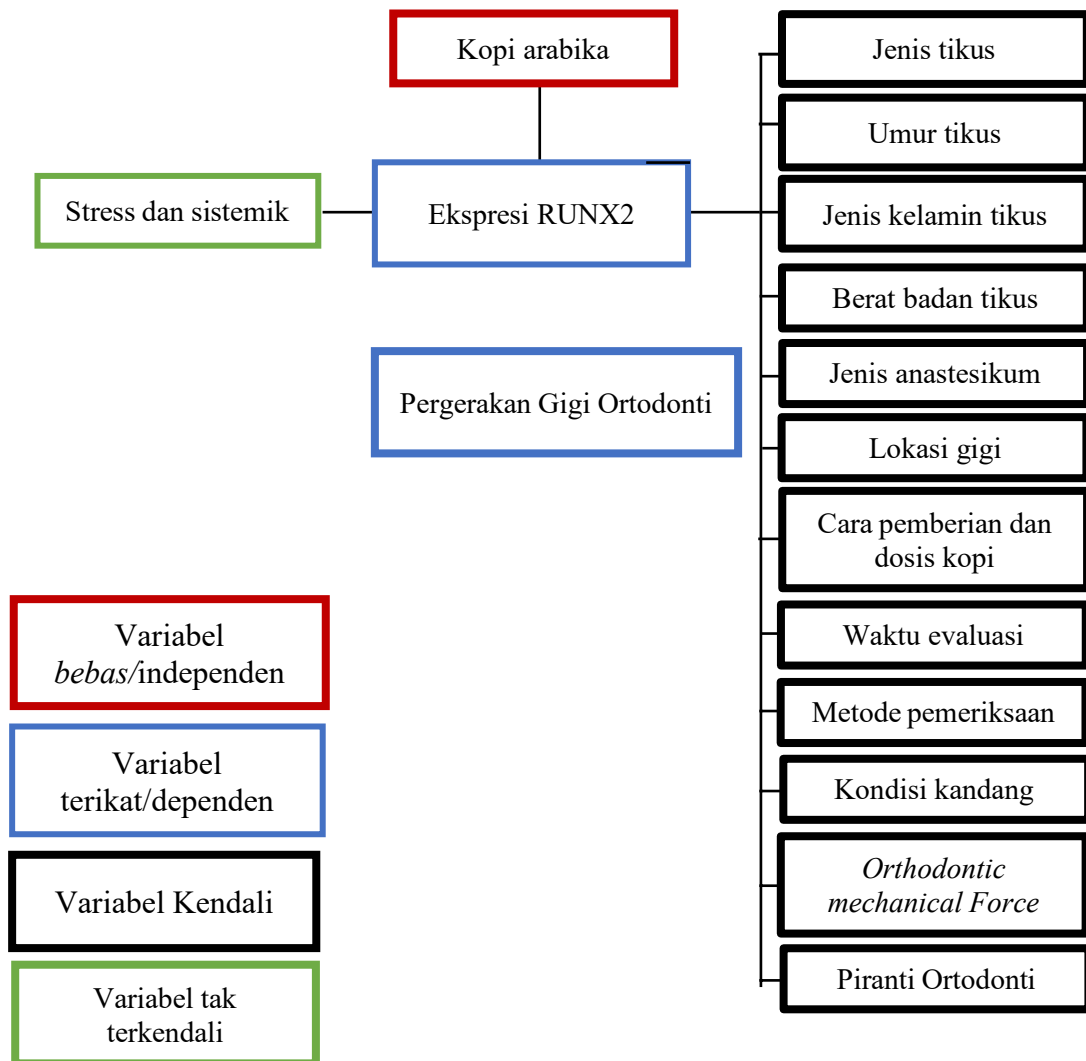 Kopi arabika
Stress dan sistemik
Ekspresi RUNX2
Pergerakan Gigi Ortodonti
Jenis tikus
Umur tikus
Jenis kelamin tikus
Berat badan tikus
Jenis anastesikum
Lokasi gigi
Cara pemberian dan
dosis kopi
Waktu evaluasi
Metode pemeriksaan
Kondisi kandang
Orthodontic
mechanical Force
Piranti Ortodonti
Variabel
bebas/independen
Variabel
terikat/dependen
Variabel Kendali
Variabel tak
terkendali